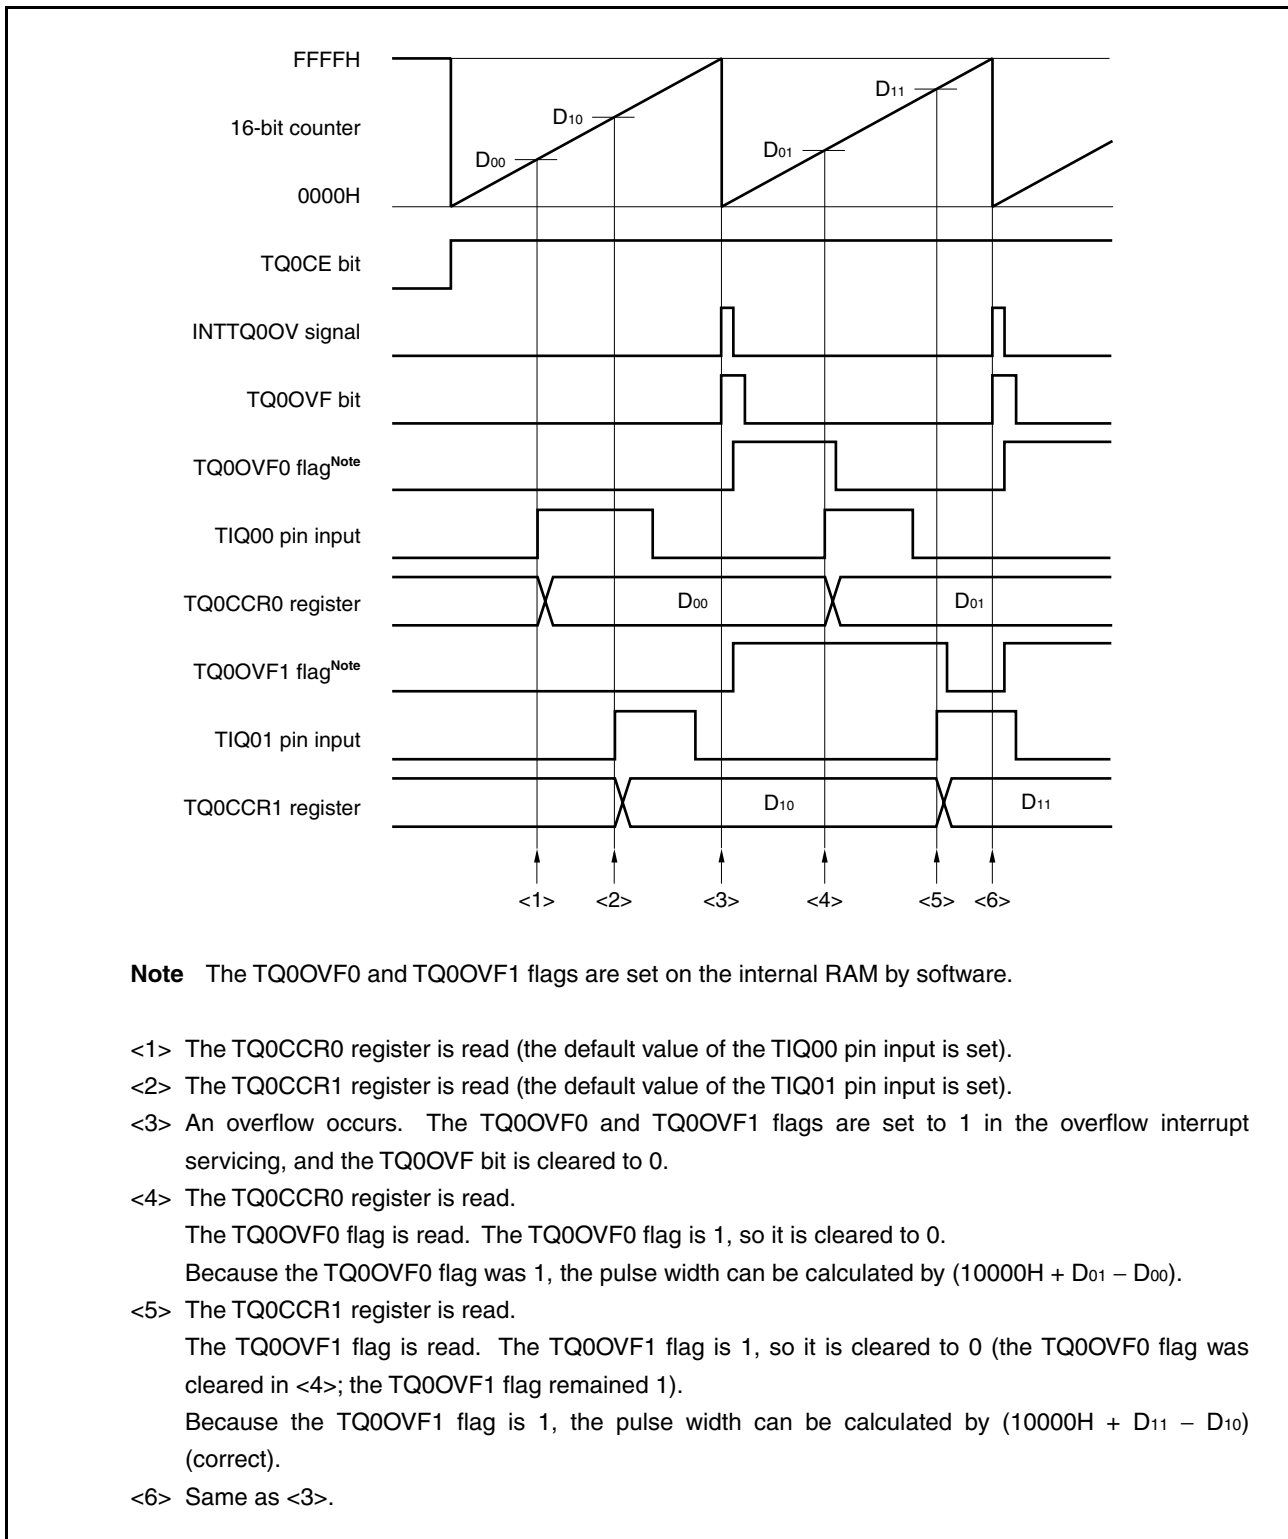 FFFFH
D11
D10
16-bit counter
D01
D00
0000H
TQ0CE bit
INTTQ0OV signal
TQ0OVF bit
TQ0OVF0 flagNote
TIQ00 pin input
TQ0CCR0 register
D00
D01
TQ0OVF1 flagNote
TIQ01 pin input
TQ0CCR1 register
D10
D11
<1> <2> <3> <4> <5> <6>
Note The TQ0OVF0 and TQ0OVF1 flags are set on the internal RAM by software.
<1> The TQ0CCR0 register is read (the default value of the TIQ00 pin input is set).
<2> The TQ0CCR1 register is read (the default value of the TIQ01 pin input is set).
<3> An overflow occurs. The TQ0OVF0 and TQ0OVF1 flags are set to 1 in the overflow interrupt
servicing, and the TQ0OVF bit is cleared to 0.
<4> The TQ0CCR0 register is read.
The TQ0OVF0 flag is read. The TQ0OVF0 flag is 1, so it is cleared to 0.
Because the TQ0OVF0 flag was 1, the pulse width can be calculated by (10000H + D01 − D00).
<5> The TQ0CCR1 register is read.
The TQ0OVF1 flag is read. The TQ0OVF1 flag is 1, so it is cleared to 0 (the TQ0OVF0 flag was
cleared in <4>; the TQ0OVF1 flag remained 1).
Because the TQ0OVF1 flag is 1, the pulse width can be calculated by (10000H + D11 − D10)
(correct).
<6> Same as <3>.